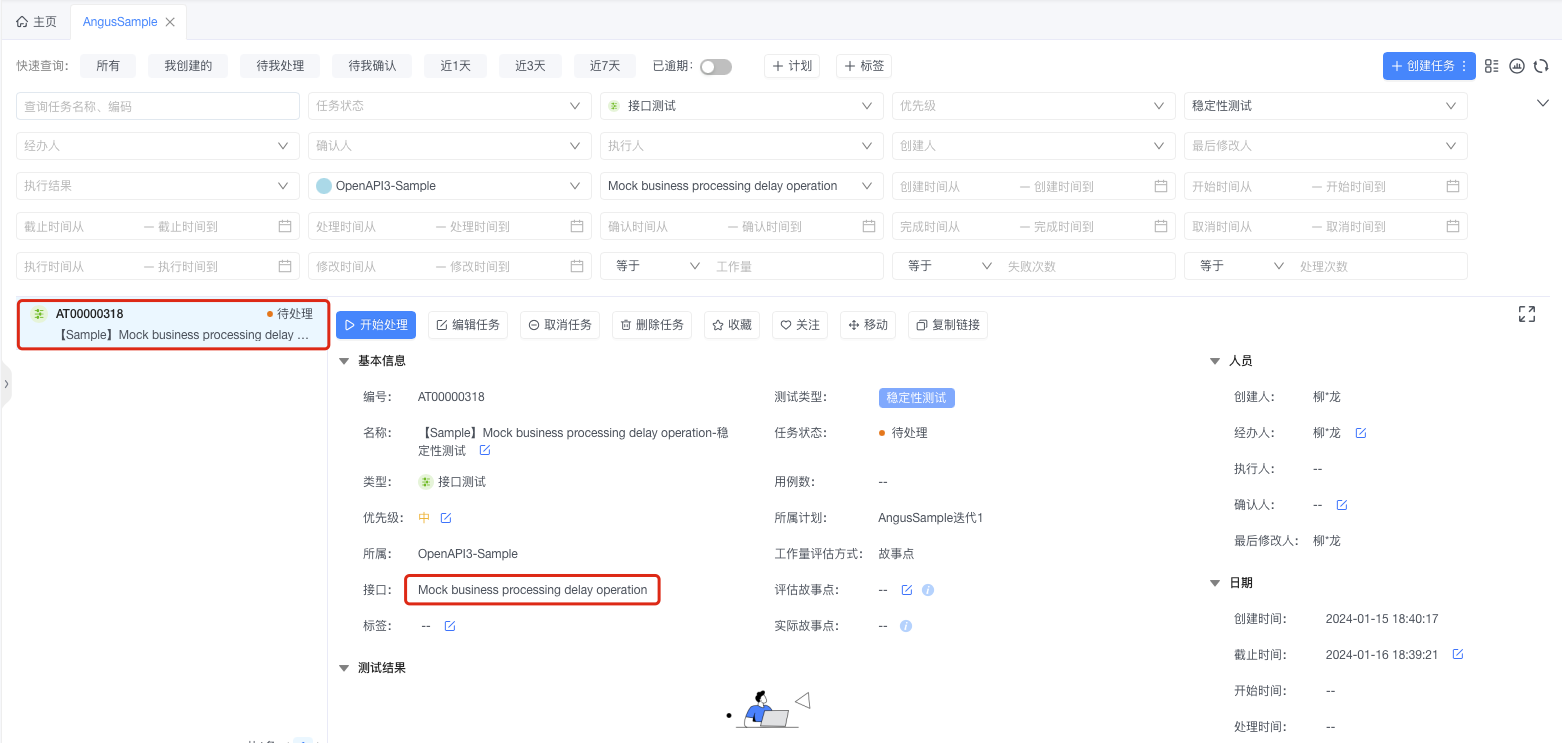 主页
AngusSample
快速查询: 所有 我创建的 待我处理 待我确认 近1天 近3天 近7天 已逾期: + 计划 + 标签 + 创建任务
查询任务名称、编码 任务状态 接口测试 优先级 稳定性测试
经办人 确认人 执行人 创建人 最后修改人
执行结果 OpenAPI3-Sample Mock business processing delay operation 创建时间从 — 创建时间到 开始时间从 — 开始时间到
截止时间从 — 截止时间到 处理时间从 — 处理时间到 确认时间从 — 确认时间到 完成时间从 — 完成时间到 取消时间从 — 取消时间到
执行时间从 — 执行时间到 修改时间从 — 修改时间到 等于 工作量 等于 失败次数 等于 处理次数
AT00000318 待处理
【Sample】Mock business processing delay ...
开始处理 编辑任务 取消任务 删除任务 收藏 关注 移动 复制链接
基本信息
编号: AT00000318
名称: 【Sample】Mock business processing delay operation-稳
定性测试
类型: 接口测试
优先级: 中
所属: OpenAPI3-Sample
接口: Mock business processing delay operation
标签: --
测试类型: 稳定性测试
任务状态: 待处理
用例数: --
所属计划: AngusSample迭代1
工作量评估方式: 故事点
评估故事点: --
实际故事点: --
测试结果
人员
创建人: 柳*龙
经办人: 柳*龙
执行人: --
确认人: --
最后修改人: 柳*龙
日期
创建时间: 2024-01-15 18:40:17
截止时间: 2024-01-16 18:39:21
开始时间: --
处理时间: --